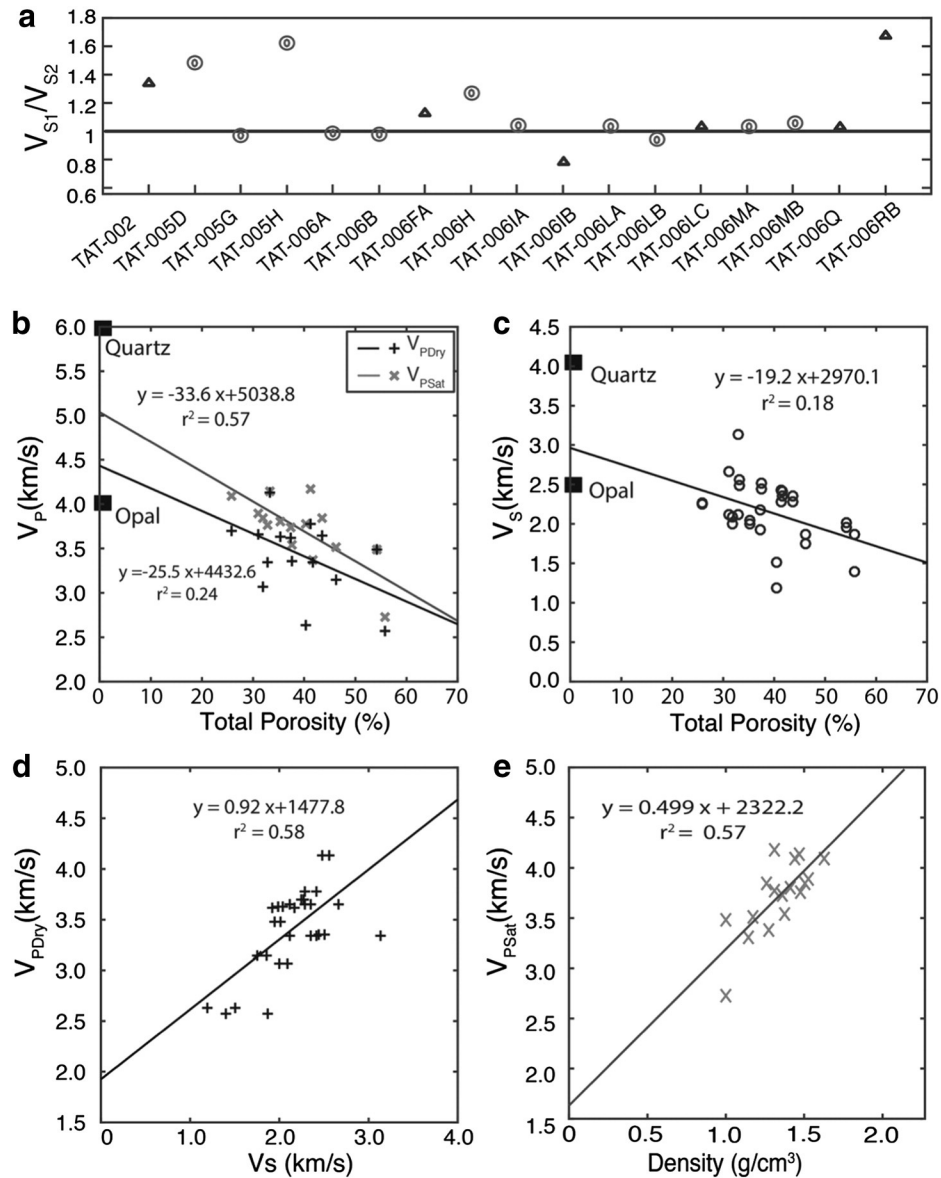 a
V_S1/V_S2
1.8
1.6
1.4
1.2
1
0.8
0.6
TAT-002
TAT-005D
TAT-005G
TAT-005H
TAT-006A
TAT-006B
TAT-006FA
TAT-006H
TAT-006IA
TAT-006IB
TAT-006LA
TAT-006LB
TAT-006LC
TAT-006MA
TAT-006MB
TAT-006Q
TAT-006RB
b
V_P(km/s)
6.0
5.5
5.0
4.5
4.0
3.5
3.0
2.5
2.0
Quartz
V_PDry
V_PSat
y = -33.6 x+5038.8
r² = 0.57
Opal
y =-25.5 x+4432.6
r² = 0.24
0 10 20 30 40 50 60 70
Total Porosity (%)
c
V_S(km/s)
4.5
4.0
3.5
3.0
2.5
2.0
1.5
1.0
0.5
0.0
Quartz
y = -19.2 x+2970.1
r² = 0.18
Opal
0 10 20 30 40 50 60 70
Total Porosity (%)
d
V_PDry(km/s)
5.0
4.5
4.0
3.5
3.0
2.5
2.0
1.5
y = 0.92 x+1477.8
r² = 0.58
0 1.0 2.0 3.0 4.0
Vs (km/s)
e
V_PSat(km/s)
5.0
4.5
4.0
3.5
3.0
2.5
2.0
1.5
y = 0.499 x + 2322.2
r² = 0.57
0 0.5 1.0 1.5 2.0
Density (g/cm³)